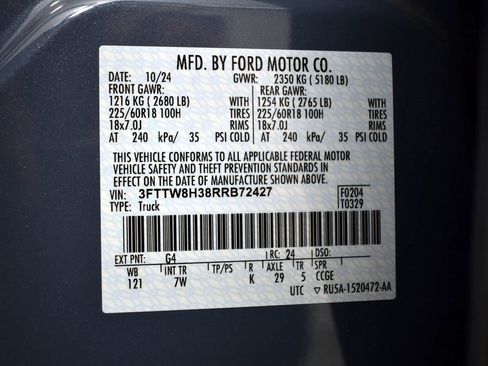 MFD. BY FORD MOTOR CO.
DATE: 10/24 GVWR: 2350 KG ( 5180 LB)
FRONT GAWR: REAR GAWR:
1216 KG ( 2680 LB) WITH 1254 KG ( 2765 LB) WITH
225/60R18 100H TIRES 225/60R18 100H TIRES
18x7.0J RIMS 18x7.0J RIMS
AT 240 kPa/ 35 PSI COLD AT 240 kPa/ 35 PSI COLD
THIS VEHICLE CONFORMS TO ALL APPLICABLE FEDERAL MOTOR
VEHICLE SAFETY AND THEFT PREVENTION STANDARDS IN
EFFECT ON THE DATE OF MANUFACTURE SHOWN ABOVE.
VIN: 3FTTW8H38RRB72427 F0204
TYPE: Truck T0329
EXT PNT: G4 RC: 24 DSO:
WB INT TR TP/PS R AXLE TR SPR
121 7W K 29 5 CCGE
UTC RU5A-1520472-AA